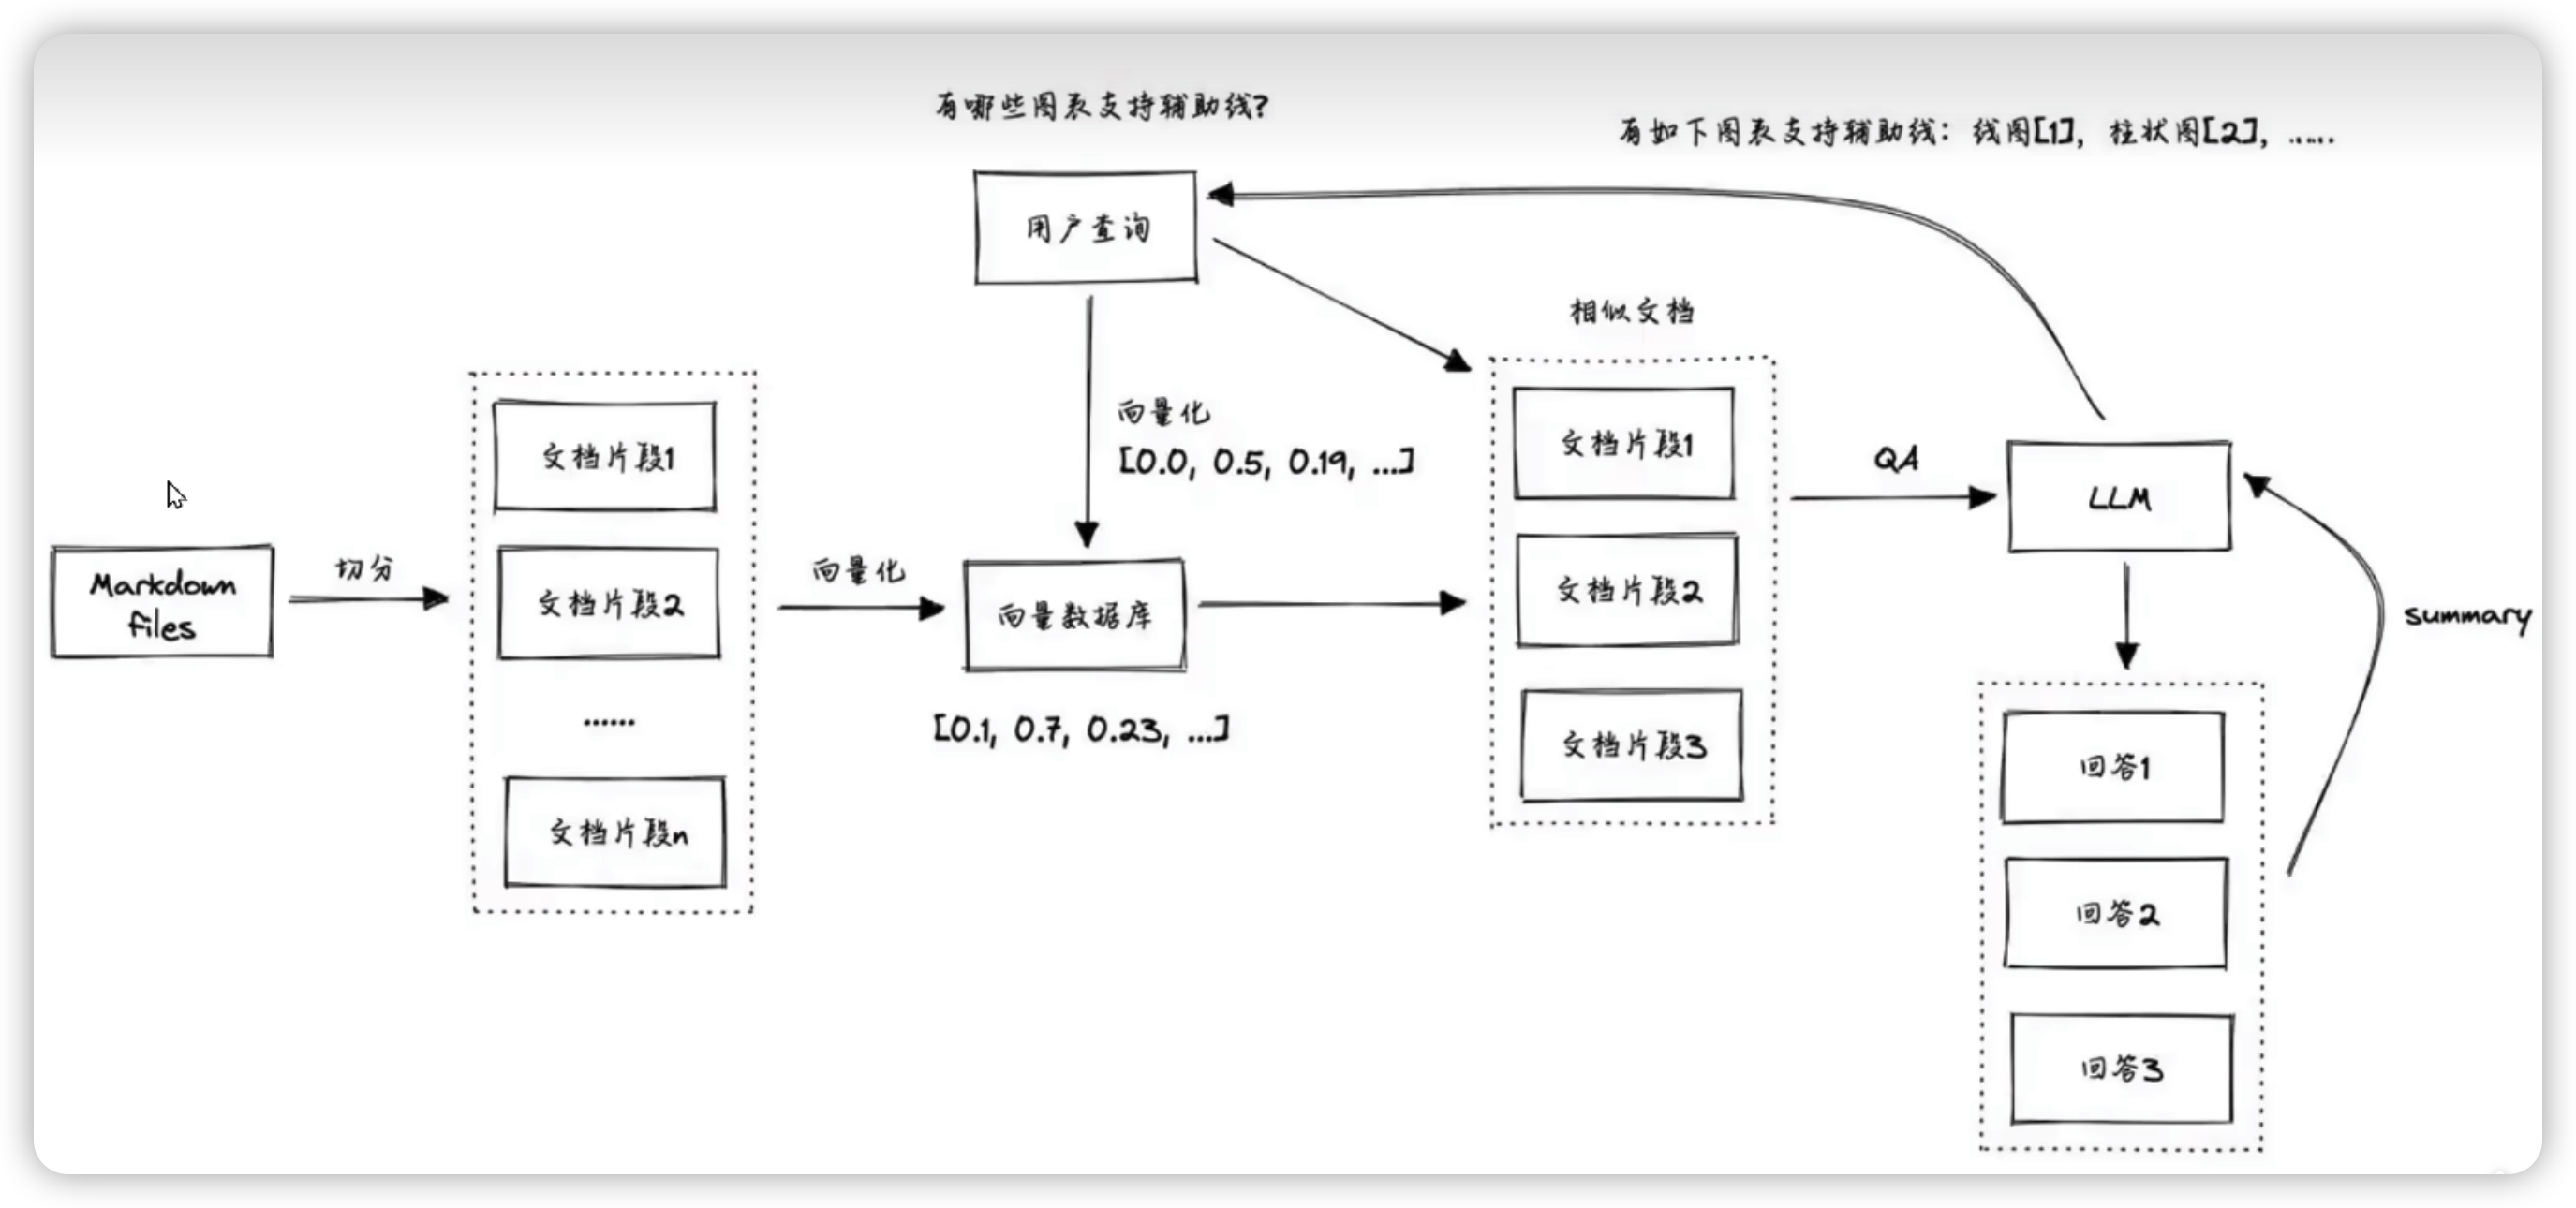 有哪些图表支持辅助线?
有如下图表支持辅助线：线图[1]，柱状图[2]，……
用户查询
相似文档
向量化
[0.0, 0.5, 0.19, ...]
Markdown
files
切分
文档片段1
文档片段2
......
文档片段n
向量化
向量数据库
[0.1, 0.7, 0.23, ...]
文档片段1
文档片段2
文档片段3
QA
LLM
summary
回答1
回答2
回答3